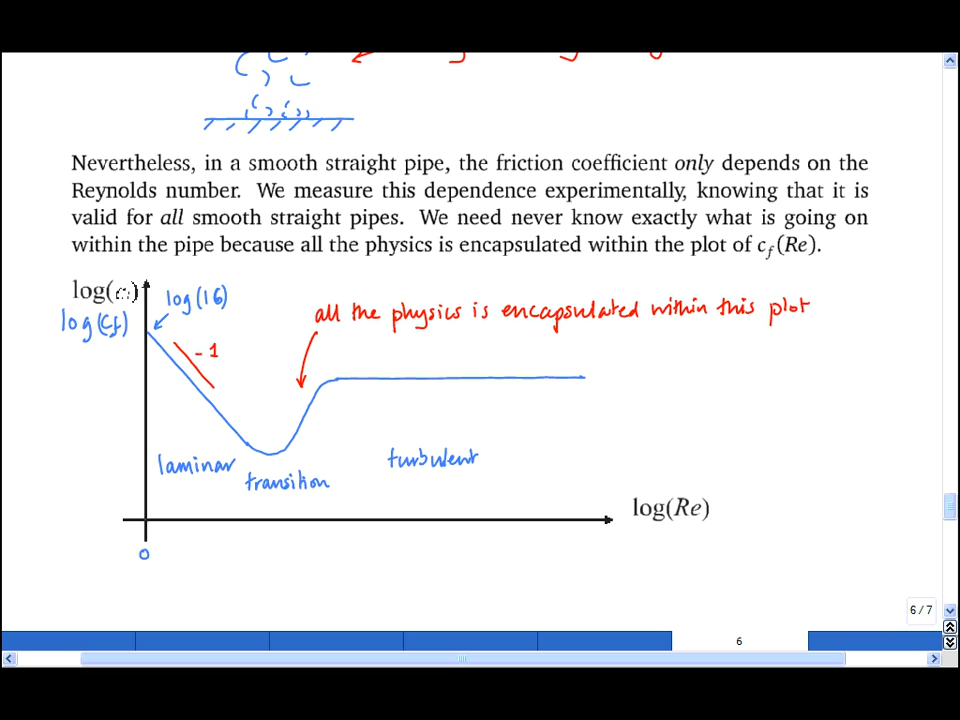 Nevertheless, in a smooth straight pipe, the friction coefficient only depends on the
Reynolds number. We measure this dependence experimentally, knowing that it is
valid for all smooth straight pipes. We need never know exactly what is going on
within the pipe because all the physics is encapsulated within the plot of cf(Re).
log(
log(16)
log(cf)
all the physics is encapsulated within this plot
-1
laminar
transition
turbulent
log(Re)
0
6 / 7
6